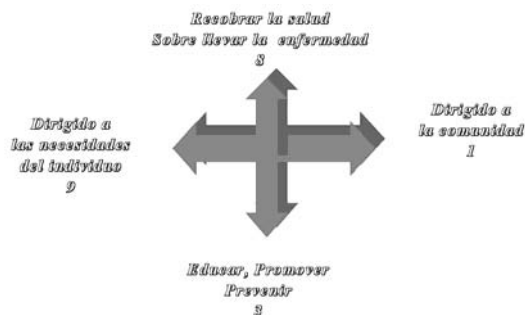 Recobrar la salud
Sobre llevar la enfermedad
8
Dirigido a
las necesidades
del individuo
9
Dirigido a
la comunidad
1
Educar, Promover
Prevenir
2